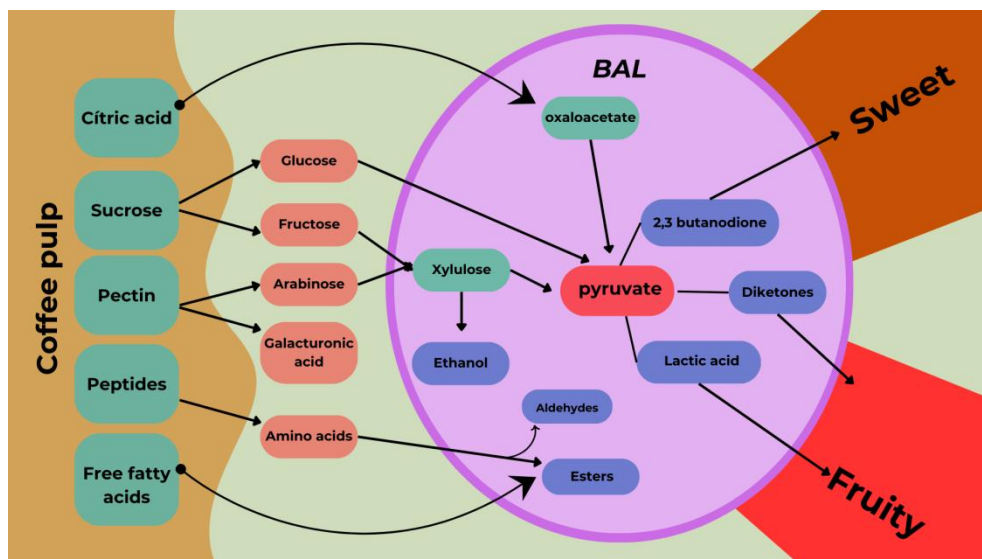 Coffee pulp
Cítric acid
Sucrose
Pectin
Peptides
Free fatty
acids
Glucose
Fructose
Arabinose
Galacturonic
acid
Amino acids
BAL
oxaloacetate
Xylulose
Ethanol
pyruvate
2,3 butanodione
Diketones
Lactic acid
Aldehydes
Esters
Sweet
Fruity